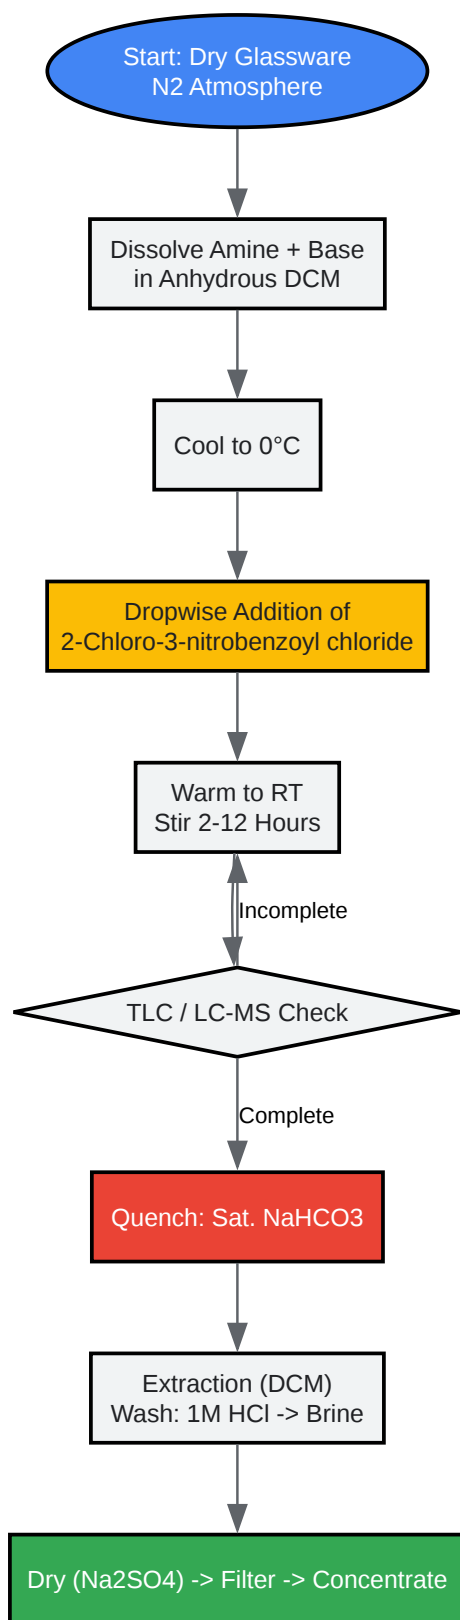 Start: Dry Glassware
N2 Atmosphere
Dissolve Amine + Base
in Anhydrous DCM
Cool to 0°C
Dropwise Addition of
2-Chloro-3-nitrobenzoyl chloride
Warm to RT
Stir 2-12 Hours
Incomplete
TLC / LC-MS Check
Complete
Quench: Sat. NaHCO3
Extraction (DCM)
Wash: 1M HCl -> Brine
Dry (Na2SO4) -> Filter -> Concentrate